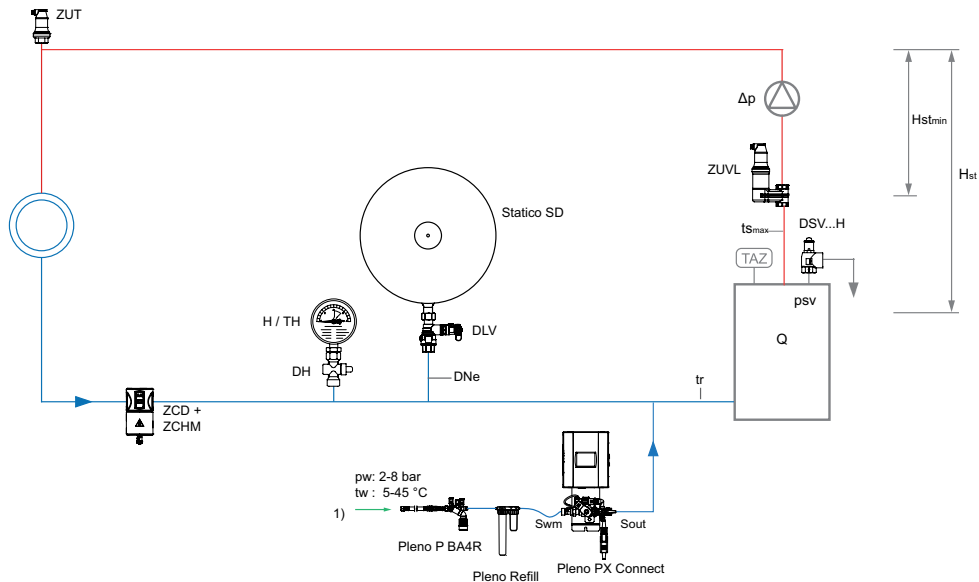 ZUT
Δp
Hstmin
Hst
ZUVL
Statico SD
tsmax
DSV...H
TAZ
psv
H / TH
DLV
Q
DH
DNe
tr
ZCD +
ZCHM
pw: 2-8 bar
tw : 5-45 °C
1)
Swm
Sout
Pleno P BA4R
Pleno PX Connect
Pleno Refill